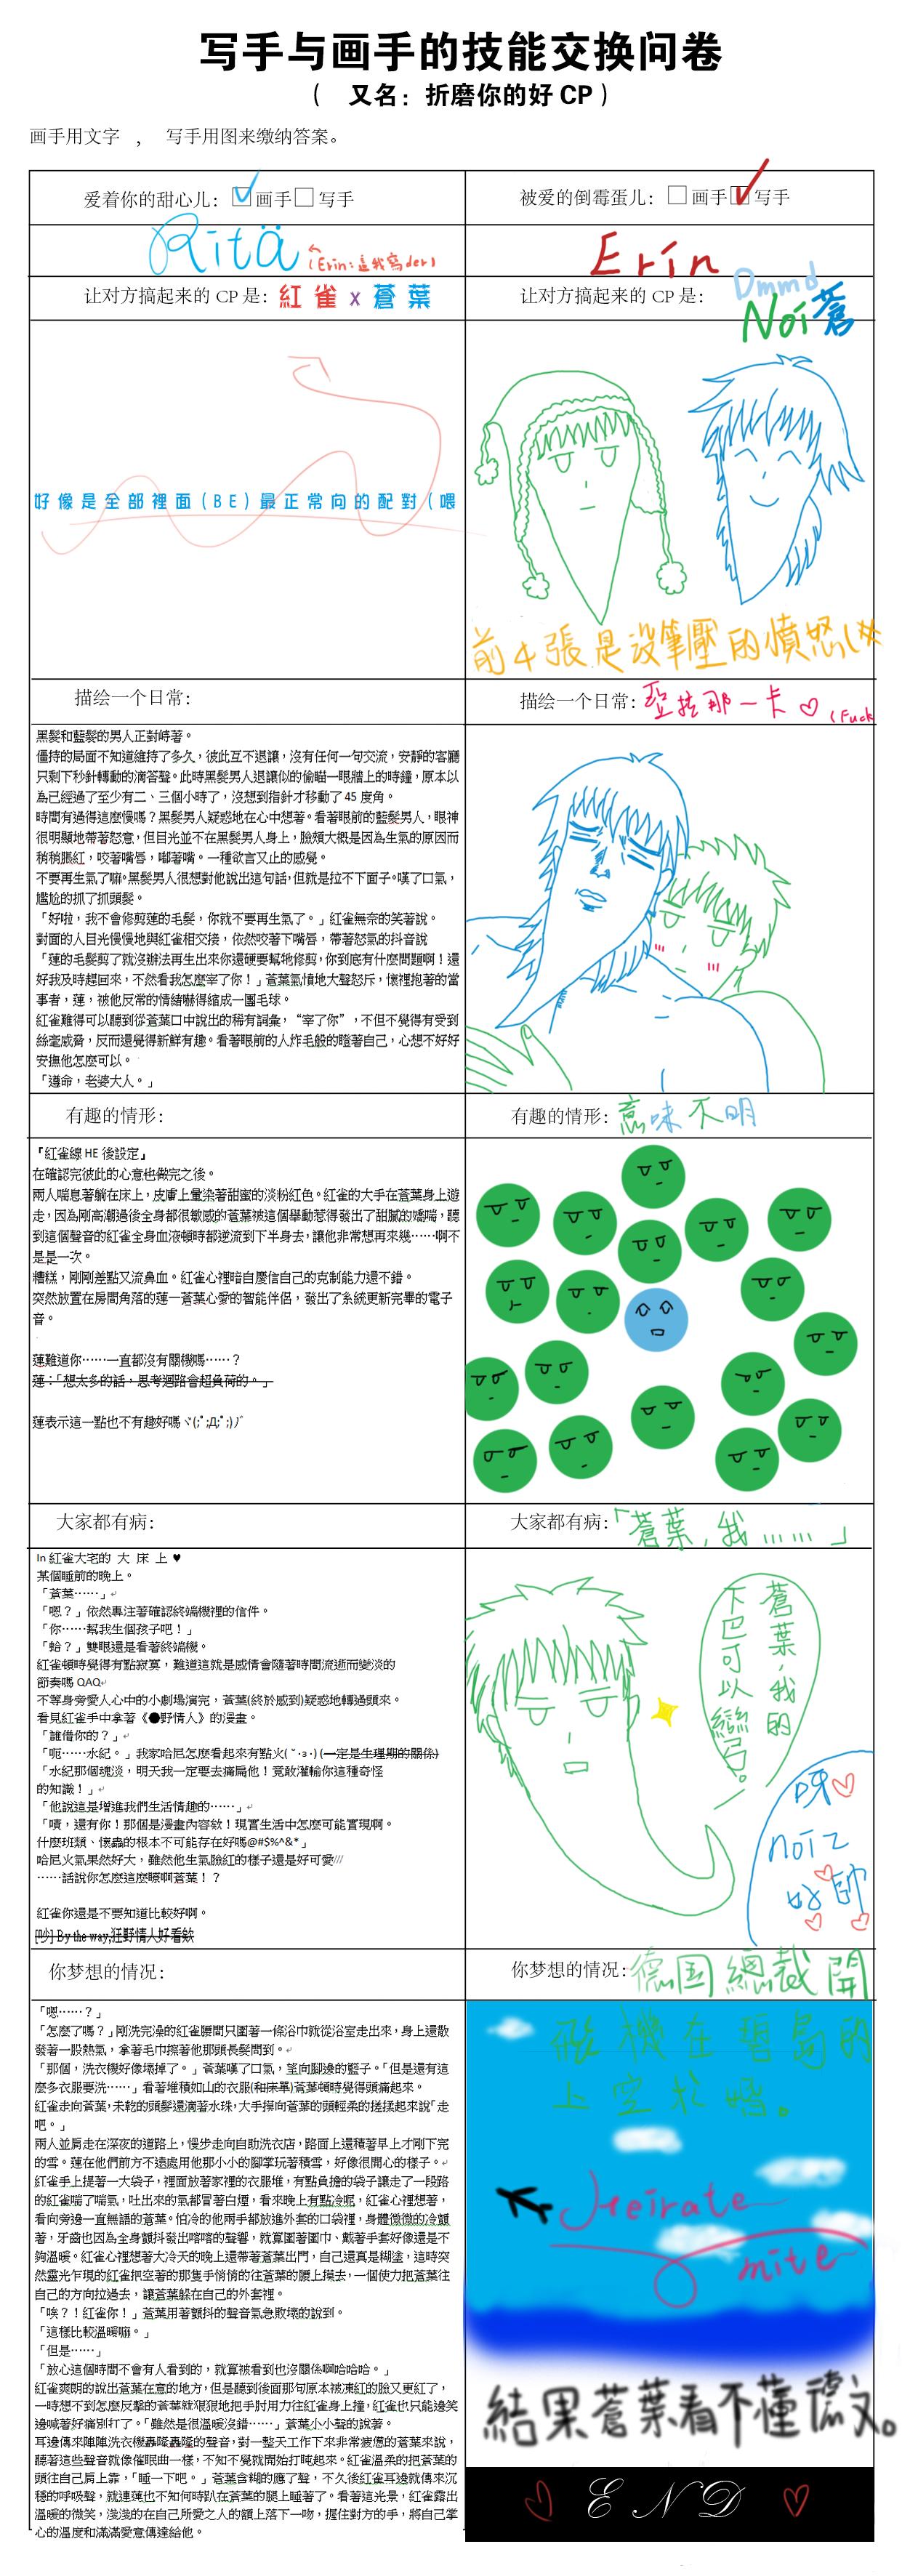 写手与画手的技能交换问卷
( 又名：折磨你的好 CP )
画手用文字 ， 写手用图来缴纳答案。
爱着你的甜心儿：□画手□写手
被爱的倒霉蛋儿：□画手□写手
Ritä
(Erin:這我寫der)
Erin
让对方搞起来的 CP 是：紅雀x蒼葉
让对方搞起来的 CP 是：
Dmmd
Noi蒼
好像是全部裡面(BE)最正常向的配對(喂
前4張是沒筆壓的憤怒(#
描绘一个日常：
黑髮和藍髮的男人正對峙著。
僵持的局面不知道維持了多久，彼此互不退讓，沒有任何一句交流，安靜的客廳
只剩下秒針轉動的滴答聲。此時黑髮男人退讓似的偷瞄一眼牆上的時鐘，原本以
為已經過了至少有二、三個小時了，沒想到指針才移動了 45 度角。
時間有過得這麼慢嗎？黑髮男人疑惑地在心中想著。看著眼前的藍髮男人，眼神
很明顯地帶著怒意，但目光並不在黑髮男人身上，臉頰大概是因為生氣的原因而
稍稍脹紅，咬著嘴唇，嘟著嘴。一種欲言又止的感覺。
不要再生氣了嘛。黑髮男人很想對他說出這句話，但就是拉不下面子。嘆了口氣，
尷尬的抓了抓頭髮。
「好啦，我不會修剪蓮的毛髮，你就不要再生氣了。」紅雀無奈的笑著說。
對面的人目光慢慢地與紅雀相交接，依然咬著下嘴唇，帶著怒氣的抖音說
「蓮的毛髮剪了就沒辦法再生出來你還硬要幫牠修剪，你到底有什麼問題啊！還
好我及時趕回來，不然看我怎麼宰了你！」蒼葉氣憤地大聲怒斥，懷裡抱著的當
事者，蓮，被他反常的情緒嚇得縮成一團毛球。
紅雀難得可以聽到從蒼葉口中說出的稀有詞彙，“宰了你”，不但不覺得有受到
絲毫威脅，反而還覺得新鮮有趣。看著眼前的人炸毛般的瞪著自己，心想不好好
安撫他怎麼可以。
「遵命，老婆大人。」
描绘一个日常：
那一卡♡(Fuck
有趣的情形：
『紅雀線 HE 後設定』
在確認完彼此的心意也做完之後。
兩人喘息著躺在床上，皮膚上暈染著甜蜜的淡粉紅色。紅雀的大手在蒼葉身上遊
走，因為剛高潮過後全身都很敏感的蒼葉被這個舉動惹得發出了甜膩的嬌喘，聽
到這個聲音的紅雀全身血液頓時都逆流到下半身去，讓他非常想再來幾……啊不
是是一次。
糟糕，剛剛差點又流鼻血。紅雀心裡暗自慶信自己的克制能力還不錯。
突然放置在房間角落的蓮－蒼葉心愛的智能伴侶，發出了系統更新完畢的電子
音。
蓮難道你……一直都沒有關機嗎……？
蓮：「想太多的話，思考迴路會超負荷的。」
蓮表示這一點也不有趣好嗎ヾ(;ﾟ;Д;ﾟ;)ﾉﾞ
有趣的情形：意味不明
大家都有病：
In 紅雀大宅的 大 床 上 ♥
某個睡前的晚上。
「蒼葉……」
「嗯？」依然專注著確認終端機裡的信件。
「你……幫我生個孩子吧！」
「蛤？」雙眼還是看著終端機。
紅雀頓時覺得有點寂寞，難道這就是感情會隨著時間流逝而變淡的
節奏嗎 QAQ
不等身旁愛人心中的小劇場演完，蒼葉(終於感到)疑惑地轉過頭來。
看見紅雀手中拿著《●野情人》的漫畫。
「誰借你的？」
「呃……水紀。」我家哈尼怎麼看起來有點火(˘･з･) (一定是生理期的關係)
「水紀那個魂淡，明天我一定要去痛扁他！竟敢灌輸你這種奇怪
的知識！」
「他說這是增進我們生活情趣的……」
「嘖，還有你！那個是漫畫內容欸！現實生活中怎麼可能實現啊。
什麼班類、懷蟲的根本不可能存在好嗎@#$%^&*」
哈尼火氣果然好大，雖然他生氣臉紅的樣子還是好可愛///
……話說你怎麼這麼瞭啊蒼葉！？
紅雀你還是不要知道比較好啊。
[吵] By the way,狂野情人好看欸
大家都有病：「蒼葉，我……」
蒼葉，我的
下巴可以彎弓！
呀♡
noiz
好帥
你梦想的情况：
「嗯……？」
「怎麼了嗎？」剛洗完澡的紅雀腰間只圍著一條浴巾就從浴室走出來，身上還散
發著一股熱氣，拿著毛巾擦著他那頭長髮問到。
「那個，洗衣機好像壞掉了。」蒼葉嘆了口氣，望向腳邊的籃子。「但是還有這
麼多衣服要洗……」看著堆積如山的衣服(和床單)蒼葉頓時覺得頭痛起來。
紅雀走向蒼葉，未乾的頭髮還滴著水珠，大手摸向蒼葉的頭輕柔的搓揉起來說「走
吧。」
兩人並肩走在深夜的道路上，慢步走向自助洗衣店，路面上還積著早上才剛下完
的雪。蓮在他們前方不遠處用他那小小的腳掌玩著積雪，好像很開心的樣子。
紅雀手上提著一大袋子，裡面放著家裡的衣服堆，有點負擔的袋子讓走了一段路
的紅雀喘了喘氣，吐出來的氣都冒著白煙，看來晚上有點冷呢，紅雀心裡想著，
看向旁邊一直無語的蒼葉。怕冷的他兩手都放進外套的口袋裡，身體微微的冷顫
著，牙齒也因為全身顫抖發出喀喀的聲響，就算圍著圍巾、戴著手套好像還是不
夠溫暖。紅雀心裡想著大冷天的晚上還帶著蒼葉出門，自己還真是糊塗，這時突
然靈光乍現的紅雀把空著的那隻手悄悄的往蒼葉的腰上摸去，一個使力把蒼葉往
自己的方向拉過去，讓蒼葉躲在自己的外套裡。
「唉？！紅雀你！」蒼葉用著顫抖的聲音氣急敗壞的說到。
「這樣比較溫暖嘛。」
「但是……」
「放心這個時間不會有人看到的，就算被看到也沒關係啊哈哈哈。」
紅雀爽朗的說出蒼葉在意的地方，但是聽到後面那句原本被凍紅的臉又更紅了，
一時想不到怎麼反擊的蒼葉就狠狠地把手肘用力往紅雀身上撞，紅雀也只能邊笑
邊喊著好痛別打了。「雖然是很溫暖沒錯……」蒼葉小小聲的說著。
耳邊傳來陣陣洗衣機轟隆轟隆的聲音，對一整天工作下來非常疲憊的蒼葉來說，
聽著這些聲音就像催眠曲一樣，不知不覺就開始打盹起來。紅雀溫柔的把蒼葉的
頭往自己肩上靠，「睡一下吧。」蒼葉含糊的應了聲，不久後紅雀耳邊就傳來沉
穩的呼吸聲，就連蓮也不知何時趴在蒼葉的腿上睡著了。看著這光景，紅雀露出
溫暖的微笑，淺淺的在自己所愛之人的額上落下一吻，握住對方的手，將自己掌
心的溫度和滿滿愛意傳達給他。
你梦想的情况：德国總裁開
飛機在碧島的
上空求婚。
Heirate
mite
結果蒼葉看不懂德文。
END